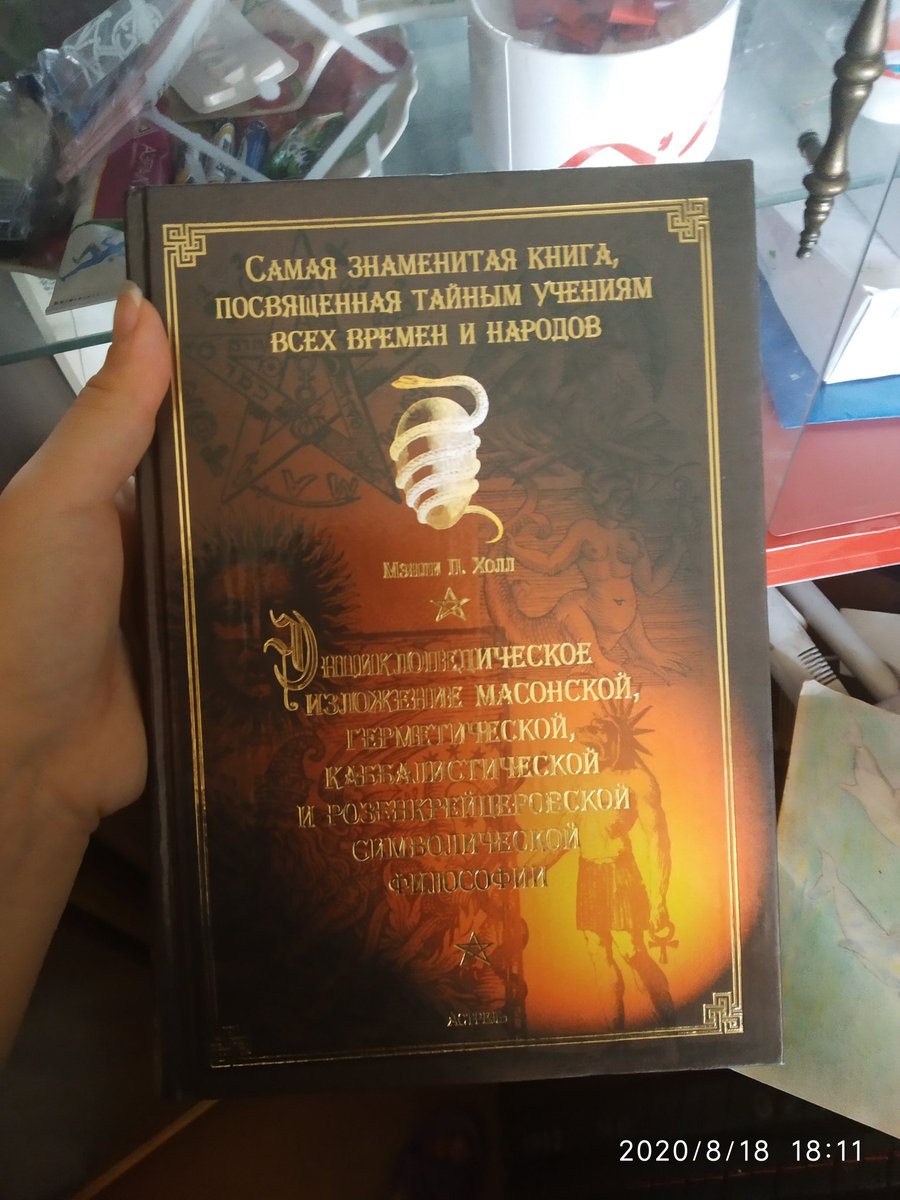 Самая знаменитая книга,
посвященная тайным учениям
всех времен и народов
Мэнли П. Холл
Энциклопедическое
изложение масонской,
герметической,
каббалистической
и розенкрейцеровской
символической
философии
Астрель
2020/8/18 18:11